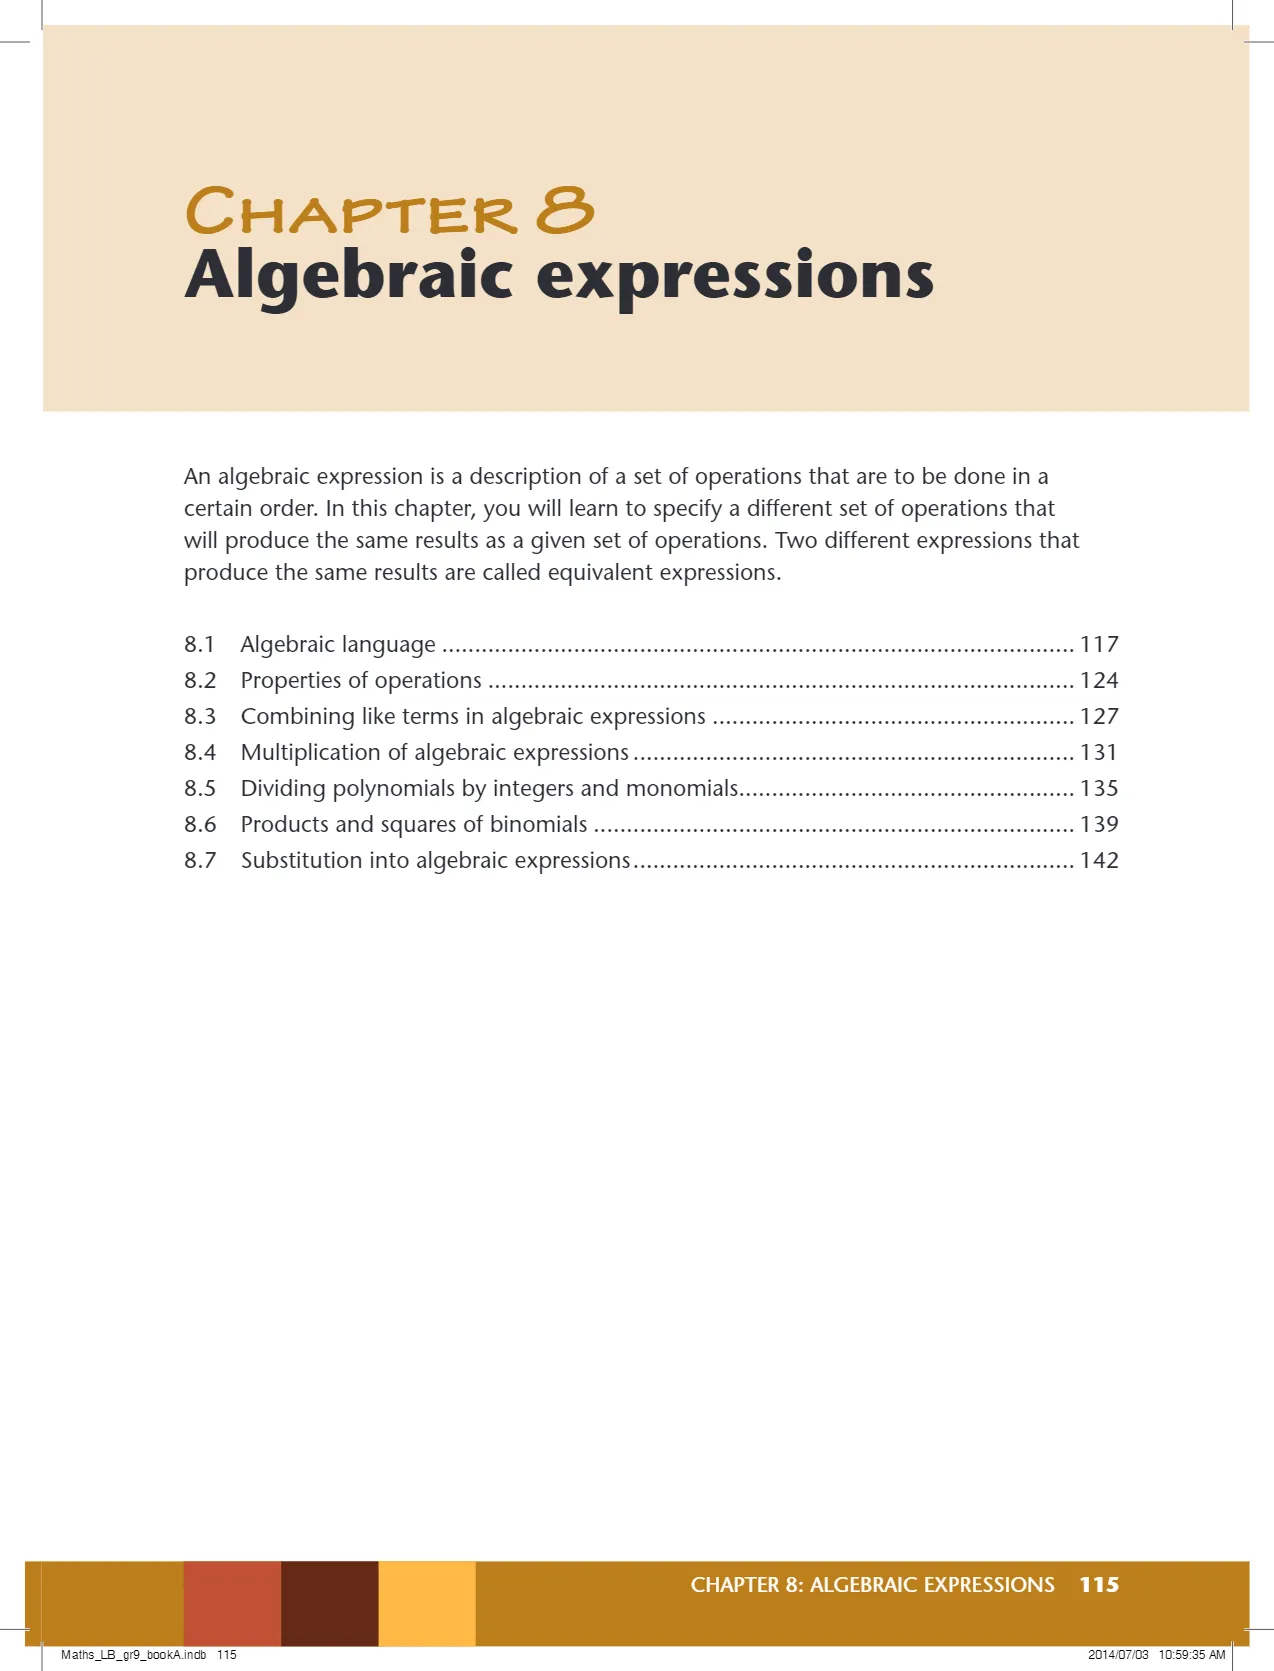 CHAPTER 8
Algebraic expressions
An algebraic expression is a description of a set of operations that are to be done in a
certain order. In this chapter, you will learn to specify a different set of operations that
will produce the same results as a given set of operations. Two different expressions that
produce the same results are called equivalent expressions.
8.1 Algebraic language ................................................................................................ 117
8.2 Properties of operations ......................................................................................... 124
8.3 Combining like terms in algebraic expressions ....................................................... 127
8.4 Multiplication of algebraic expressions ................................................................... 131
8.5 Dividing polynomials by integers and monomials................................................... 135
8.6 Products and squares of binomials ......................................................................... 139
8.7 Substitution into algebraic expressions ................................................................... 142
CHAPTER 8: ALGEBRAIC EXPRESSIONS 115
Maths_LB_gr9_bookA.indb 115 2014/07/03 10:59:35 AM